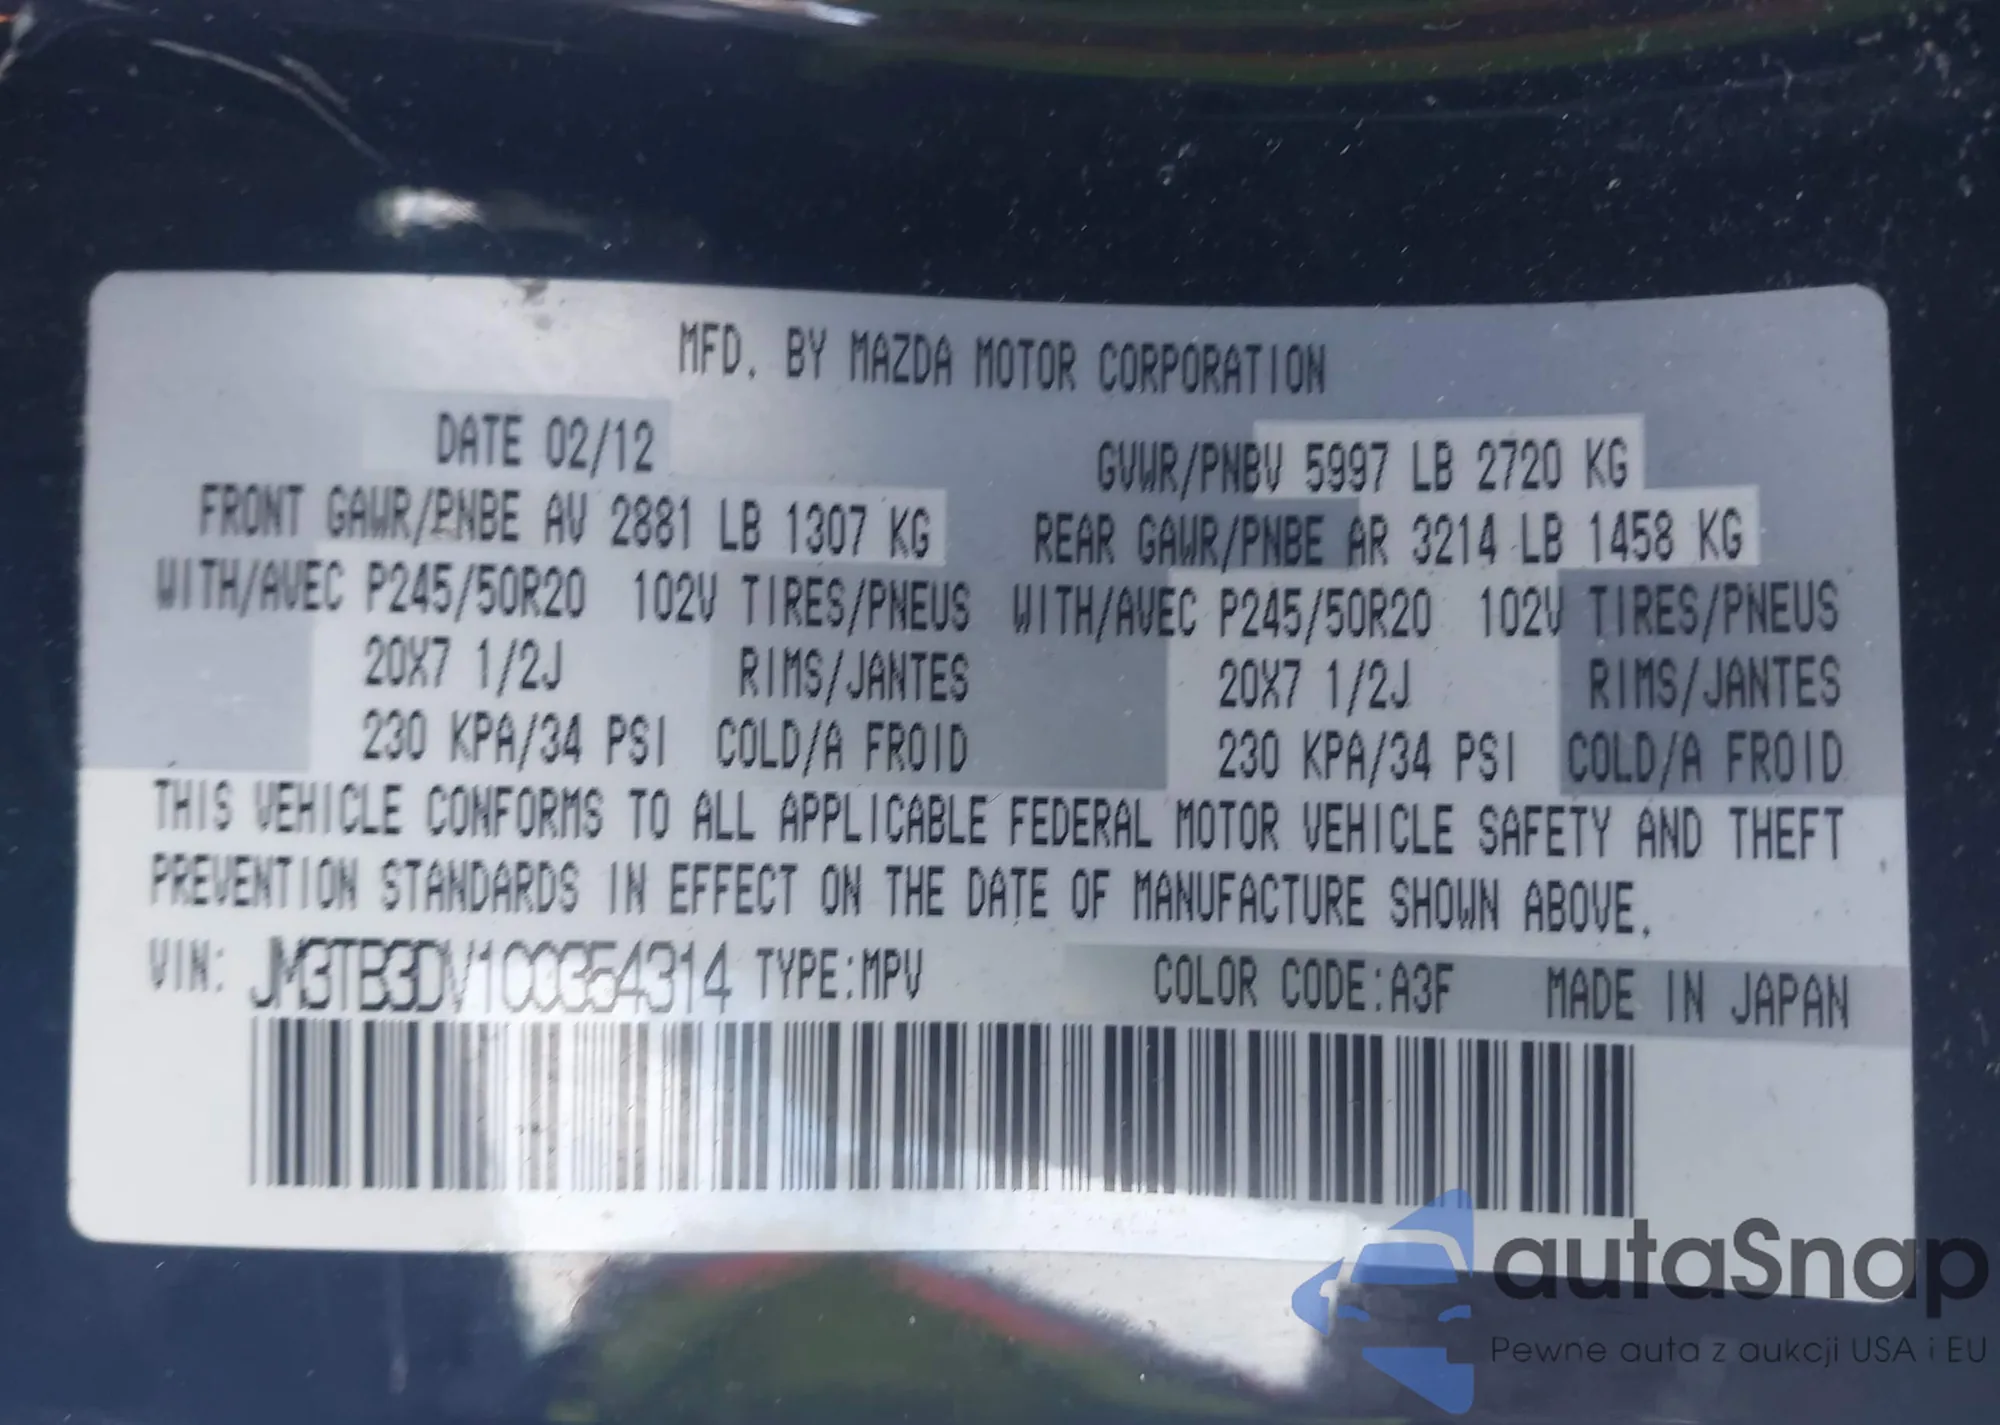 MFD. BY MAZDA MOTOR CORPORATION
DATE 02/12 GVWR/PNBV 5997 LB 2720 KG
FRONT GAWR/PNBE AV 2881 LB 1307 KG REAR GAWR/PNBE AR 3214 LB 1458 KG
WITH/AVEC P245/50R20 102V TIRES/PNEUS WITH/AVEC P245/50R20 102V TIRES/PNEUS
20X7 1/2J RIMS/JANTES 20X7 1/2J RIMS/JANTES
230 KPA/34 PSI COLD/A FROID 230 KPA/34 PSI COLD/A FROID
THIS VEHICLE CONFORMS TO ALL APPLICABLE FEDERAL MOTOR VEHICLE SAFETY AND THEFT
PREVENTION STANDARDS IN EFFECT ON THE DATE OF MANUFACTURE SHOWN ABOVE.
VIN: JM3TB3DV1C0354314 TYPE:MPV COLOR CODE:A3F MADE IN JAPAN
autaSnap
Pewne auta z aukcji USA i EU